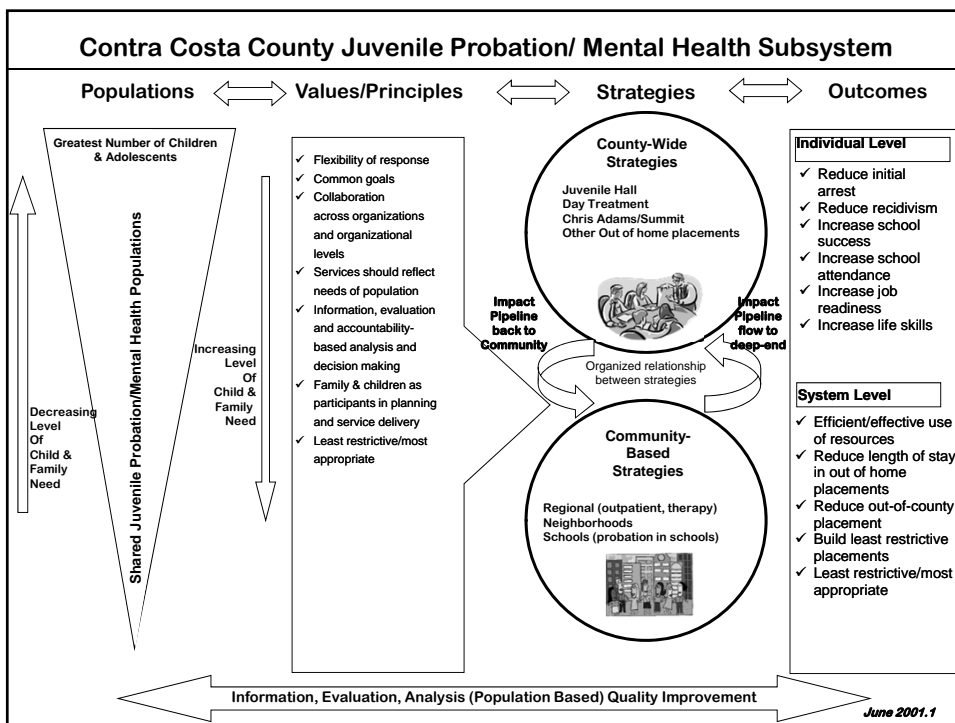 Contra Costa County Juvenile Probation/ Mental Health Subsystem
Populations
Values/Principles
Strategies
Outcomes
Greatest Number of Children
& Adolescents
Shared Juvenile Probation/Mental Health Populations
Decreasing
Level
Of
Child &
Family
Need
Increasing
Level
Of
Child &
Family
Need
✓ Flexibility of response
✓ Common goals
✓ Collaboration
across organizations
and organizational
levels
✓ Services should reflect
needs of population
✓ Information, evaluation
and accountability-
based analysis and
decision making
✓ Family & children as
participants in planning
and service delivery
✓ Least restrictive/most
appropriate
County-Wide
Strategies
Juvenile Hall
Day Treatment
Chris Adams/Summit
Other Out of home placements
Impact
Pipeline
back to
Community
Impact
Pipeline
flow to
deep-end
Organized relationship
between strategies
Community-
Based
Strategies
Regional (outpatient, therapy)
Neighborhoods
Schools (probation in schools)
Individual Level
✓ Reduce initial
arrest
✓ Reduce recidivism
✓ Increase school
success
✓ Increase school
attendance
✓ Increase job
readiness
✓ Increase life skills
System Level
✓ Efficient/effective use
of resources
✓ Reduce length of stay
in out of home
placements
✓ Reduce out-of-county
placement
✓ Build least restrictive
placements
✓ Least restrictive/most
appropriate
Information, Evaluation, Analysis (Population Based) Quality Improvement
June 2001.1